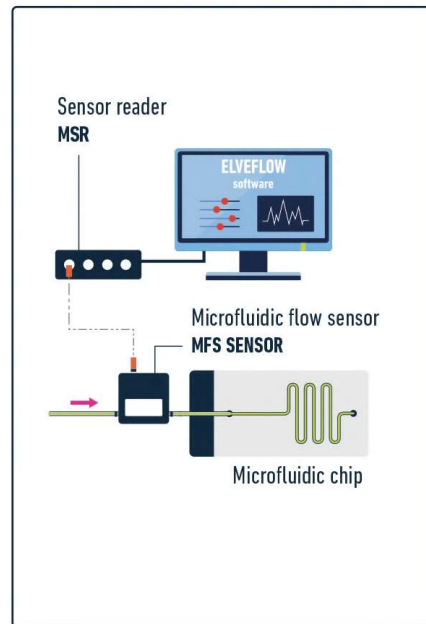 Sensor reader
MSR
ELVEFLOW
software
Microfluidic flow sensor
MFS SENSOR
Microfluidic chip